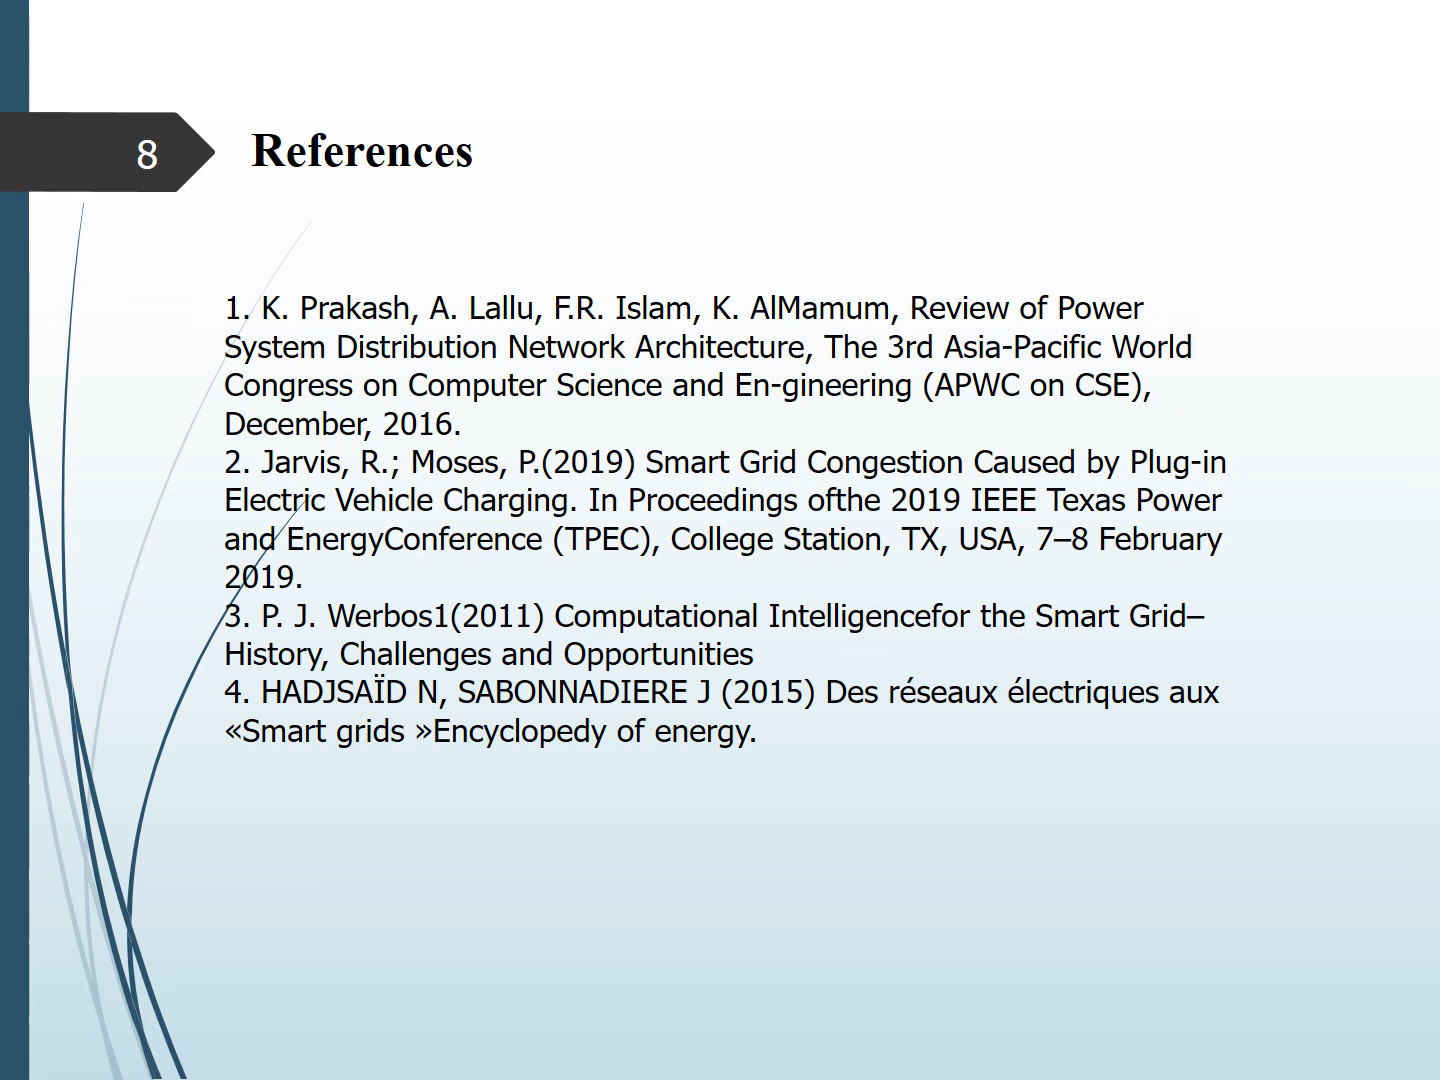 8
References
1. K. Prakash, A. Lallu, F.R. Islam, K. AlMamum, Review of Power
System Distribution Network Architecture, The 3rd Asia-Pacific World
Congress on Computer Science and En-gineering (APWC on CSE),
December, 2016.
2. Jarvis, R.; Moses, P.(2019) Smart Grid Congestion Caused by Plug-in
Electric Vehicle Charging. In Proceedings ofthe 2019 IEEE Texas Power
and EnergyConference (TPEC), College Station, TX, USA, 7–8 February
2019.
3. P. J. Werbos1(2011) Computational Intelligencefor the Smart Grid–
History, Challenges and Opportunities
4. HADJSAÏD N, SABONNADIERE J (2015) Des réseaux électriques aux
«Smart grids »Encyclopedy of energy.